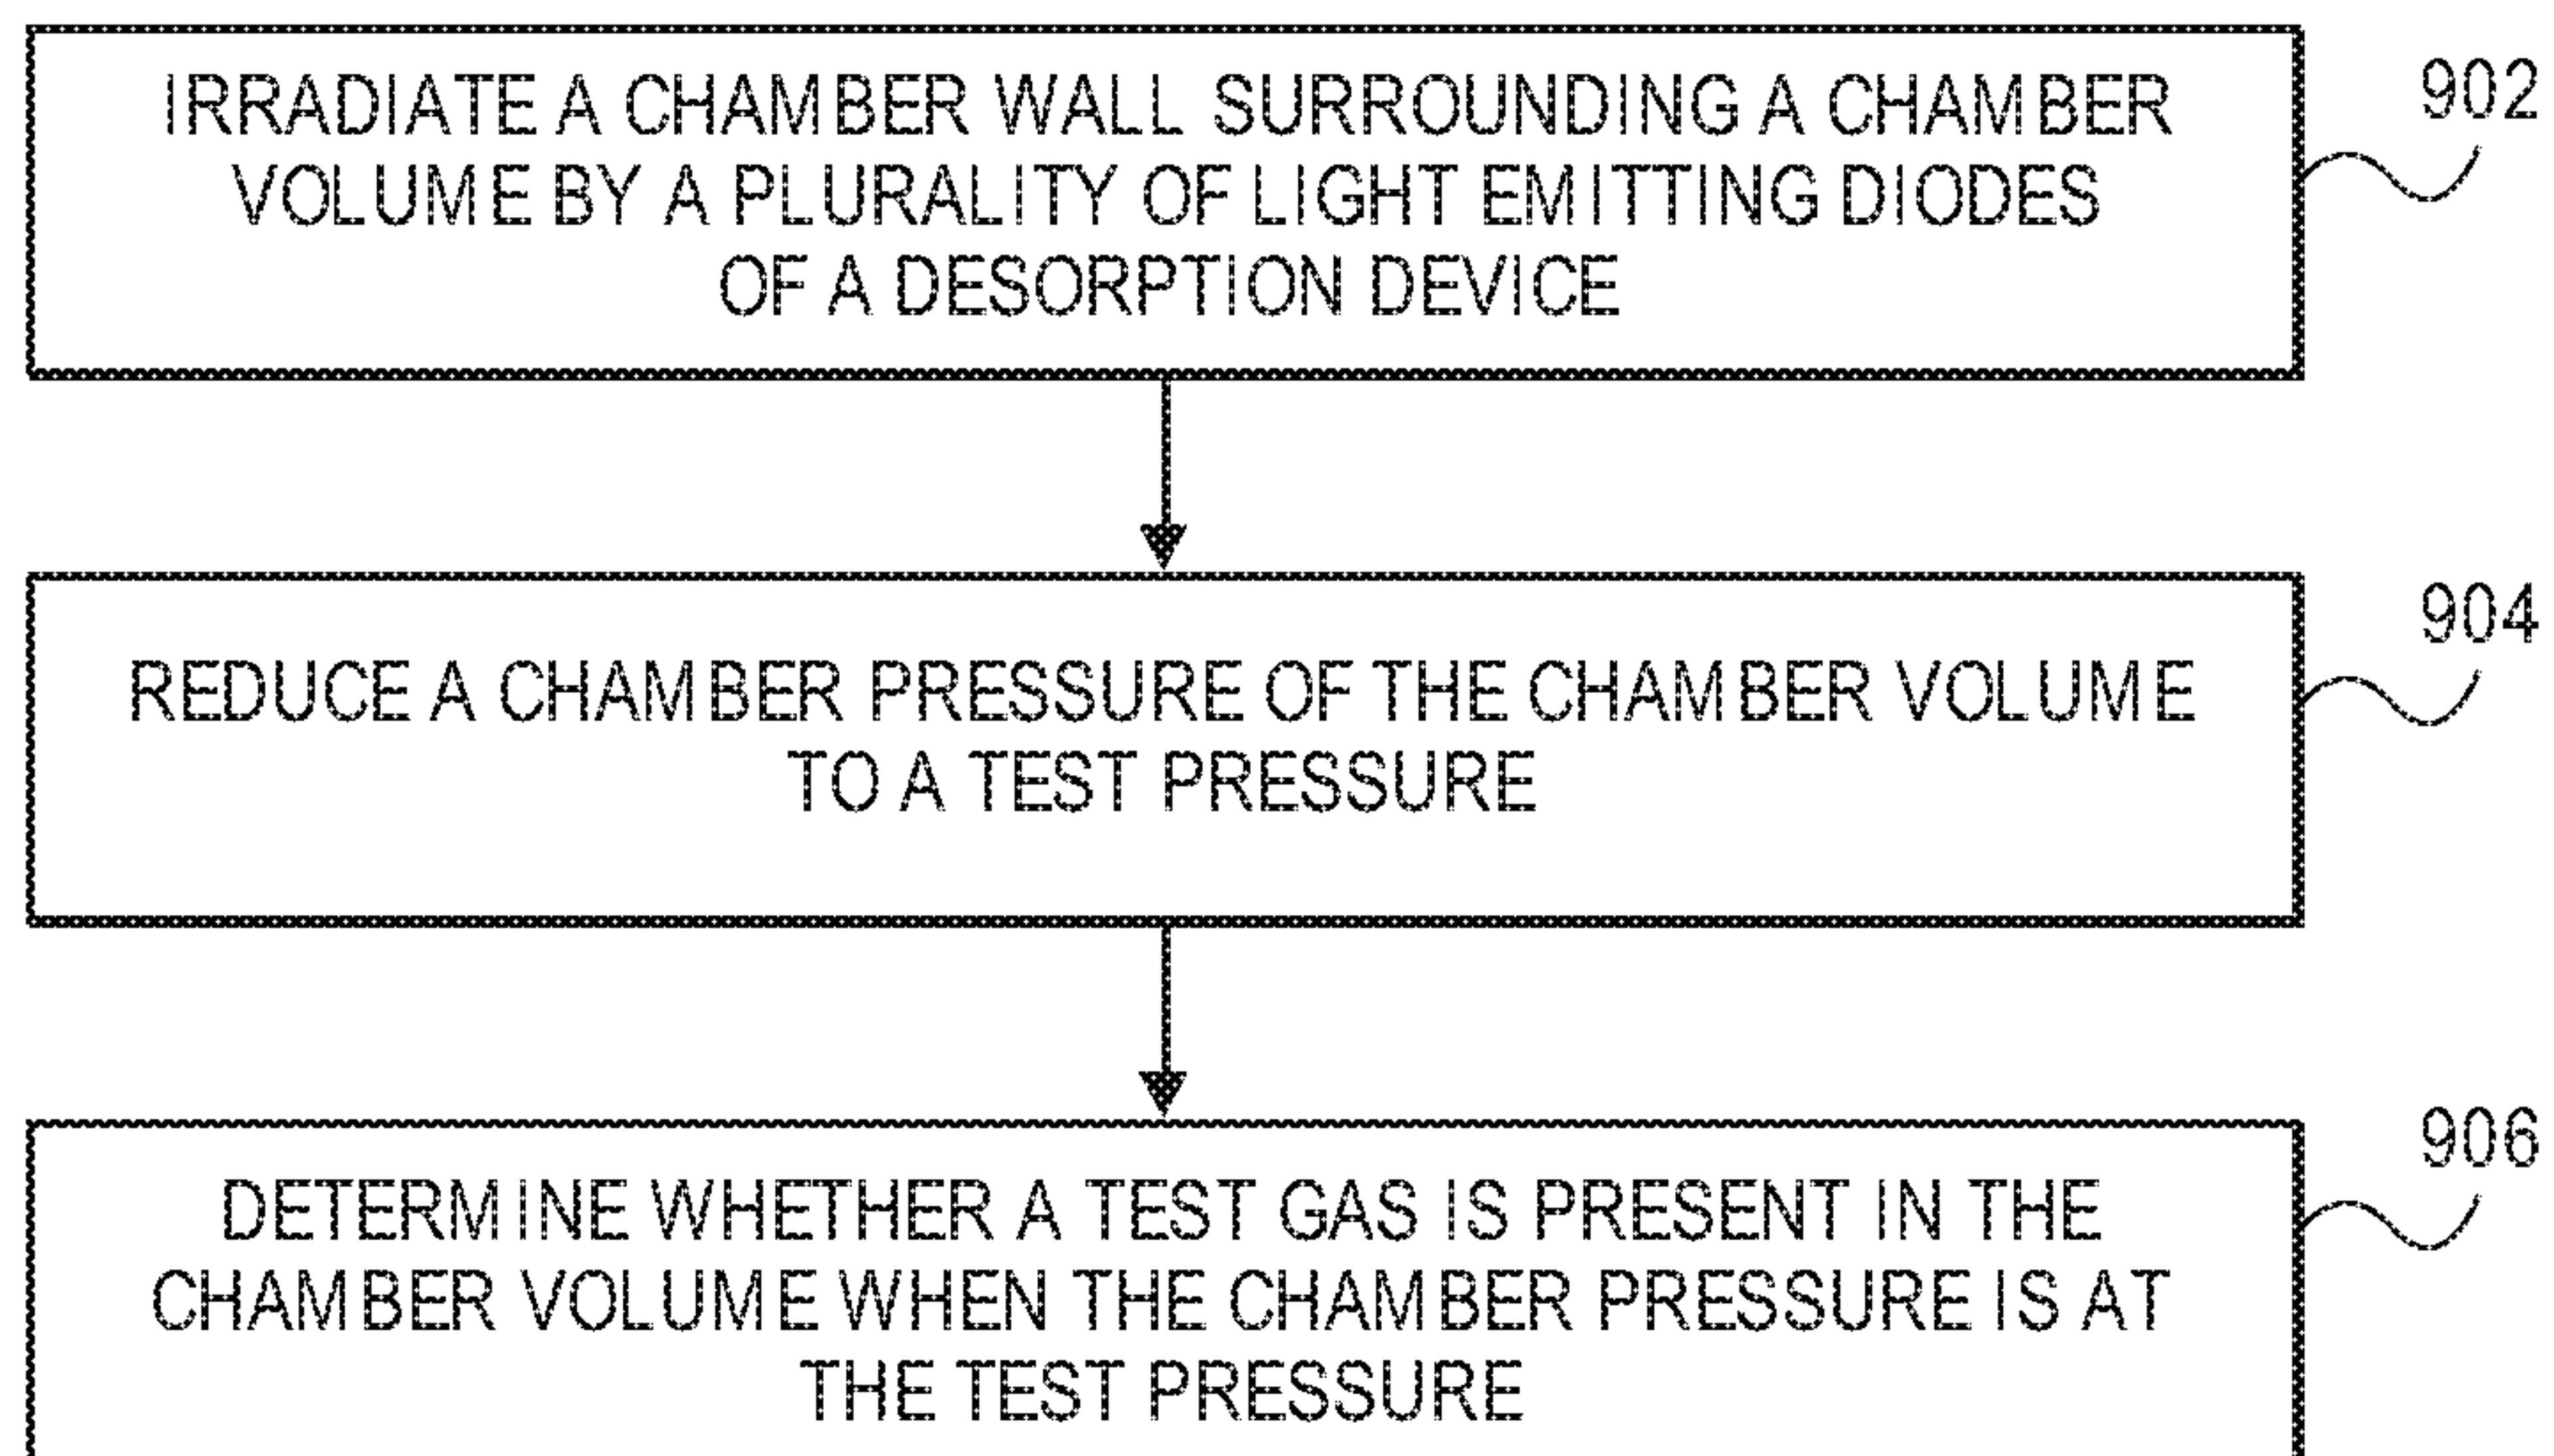 IRRADIATE A CHAMBER WALL SURROUNDING A CHAMBER
VOLUME BY A PLURALITY OF LIGHT EMITTING DIODES
OF A DESORPTION DEVICE
902
REDUCE A CHAMBER PRESSURE OF THE CHAMBER VOLUME
TO A TEST PRESSURE
904
DETERMINE WHETHER A TEST GAS IS PRESENT IN THE
CHAMBER VOLUME WHEN THE CHAMBER PRESSURE IS AT
THE TEST PRESSURE
906